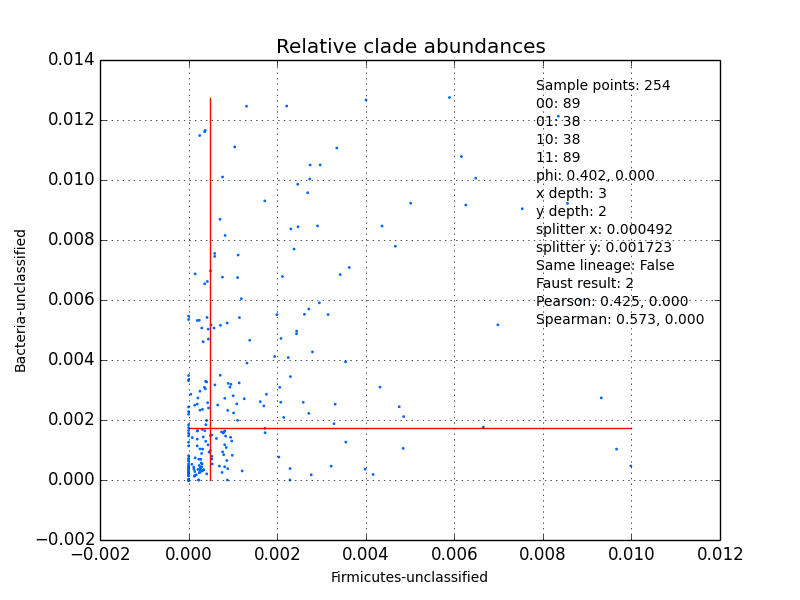 Relative clade abundances
0.014
0.012
0.010
0.008
0.006
0.004
0.002
0.000
−0.002
Bacteria-unclassified
Sample points: 254
00: 89
01: 38
10: 38
11: 89
phi: 0.402, 0.000
x depth: 3
y depth: 2
splitter x: 0.000492
splitter y: 0.001723
Same lineage: False
Faust result: 2
Pearson: 0.425, 0.000
Spearman: 0.573, 0.000
−0.002 0.000 0.002 0.004 0.006 0.008 0.010 0.012
Firmicutes-unclassified